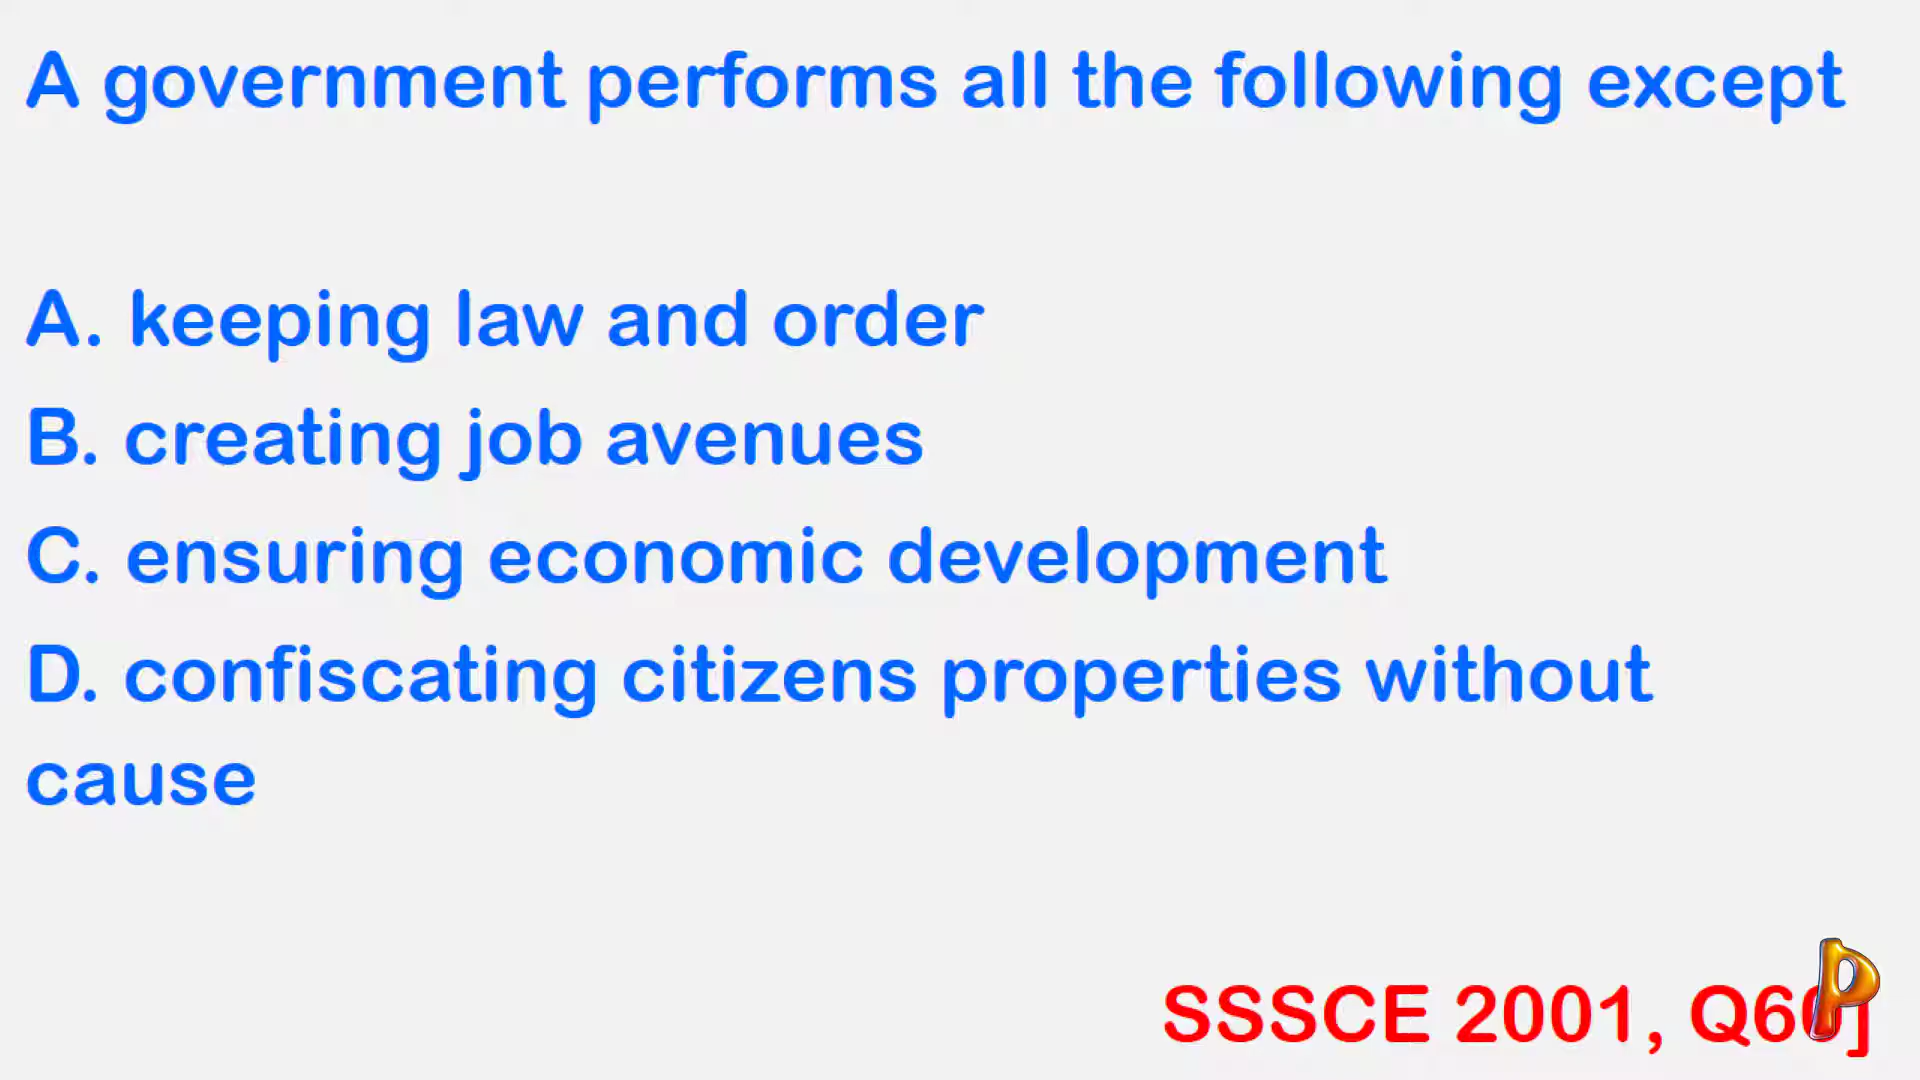 A government performs all the following except
A. keeping law and order
B. creating job avenues
C. ensuring economic development
D. confiscating citizens properties without
cause
SSSCE 2001,